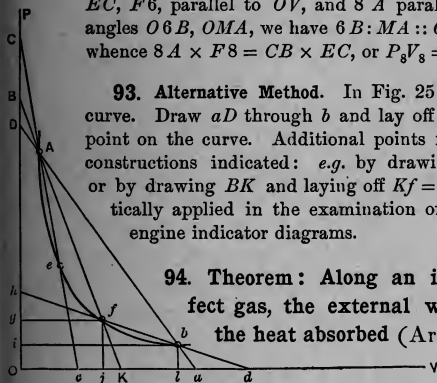 EC, F6, parallel to OV, and 8 A paral
angles O6B, OMA, we have 6B : MA ::
whence 8A × F8 = CB × EC, or P₈V₈ =
93. Alternative Method. In Fig. 25
curve. Draw aD through b and lay off
point on the curve. Additional points
constructions indicated: e.g. by drawi
or by drawing BK and laying off Kf =
tically applied in the examination o
engine indicator diagrams.
94. Theorem: Along an i
fect gas, the external w
the heat absorbed (Ar
P
C
B
D
A
e
h
g
f
i
b
O
c
j
K
l
a
d
V